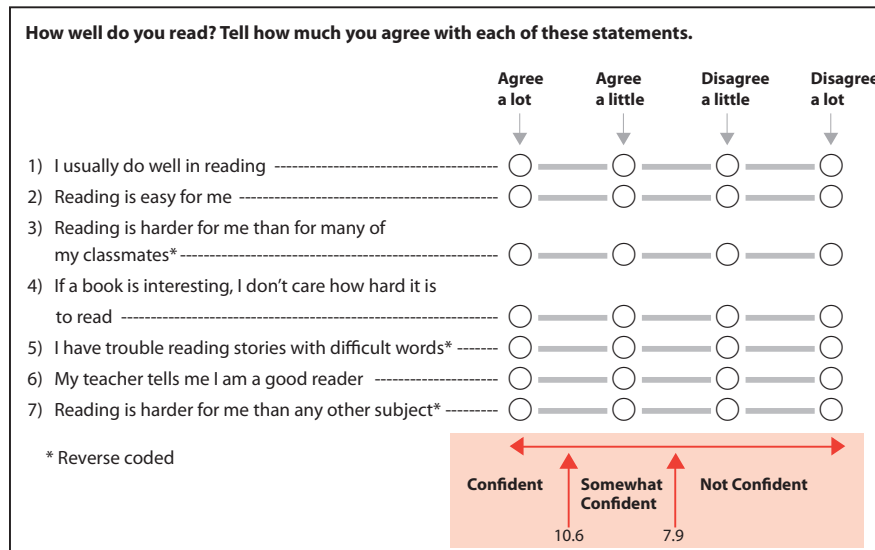 How well do you read? Tell how much you agree with each of these statements.
Agree a lot
Agree a little
Disagree a little
Disagree a lot
1) I usually do well in reading
2) Reading is easy for me
3) Reading is harder for me than for many of
my classmates*
4) If a book is interesting, I don't care how hard it is
to read
5) I have trouble reading stories with difficult words*
6) My teacher tells me I am a good reader
7) Reading is harder for me than any other subject*
* Reverse coded
Confident
Somewhat
Confident
Not Confident
10.6
7.9